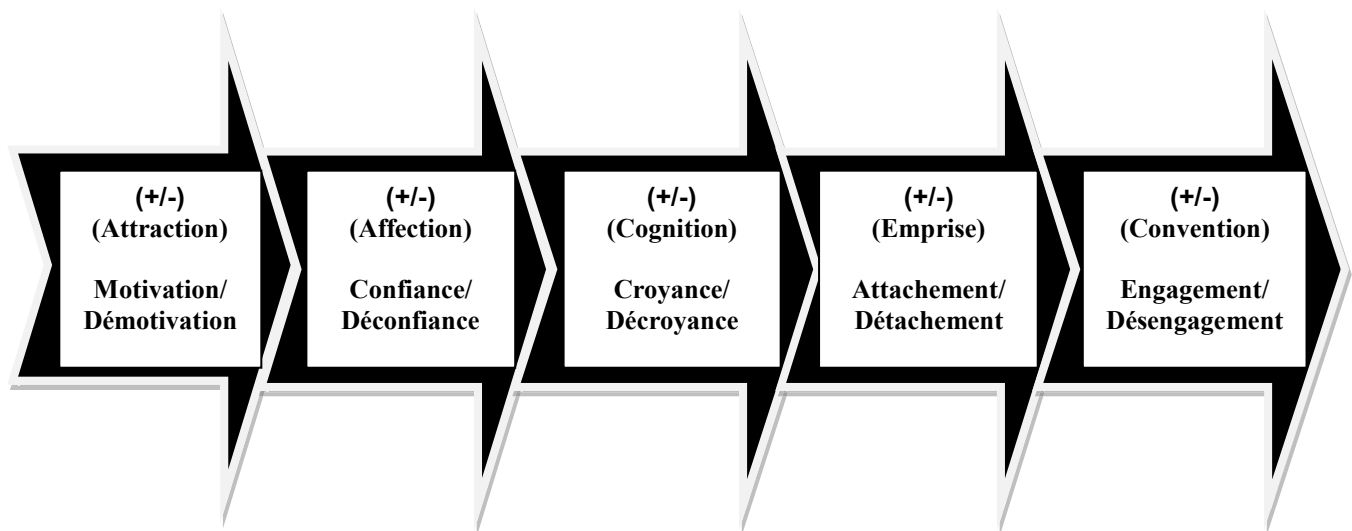 (+/-)
(Attraction)
Motivation/
Démotivation
(+/-)
(Affection)
Confiance/
Déconfiance
(+/-)
(Cognition)
Croyance/
Décroyance
(+/-)
(Emprise)
Attachement/
Détachement
(+/-)
(Convention)
Engagement/
Désengagement